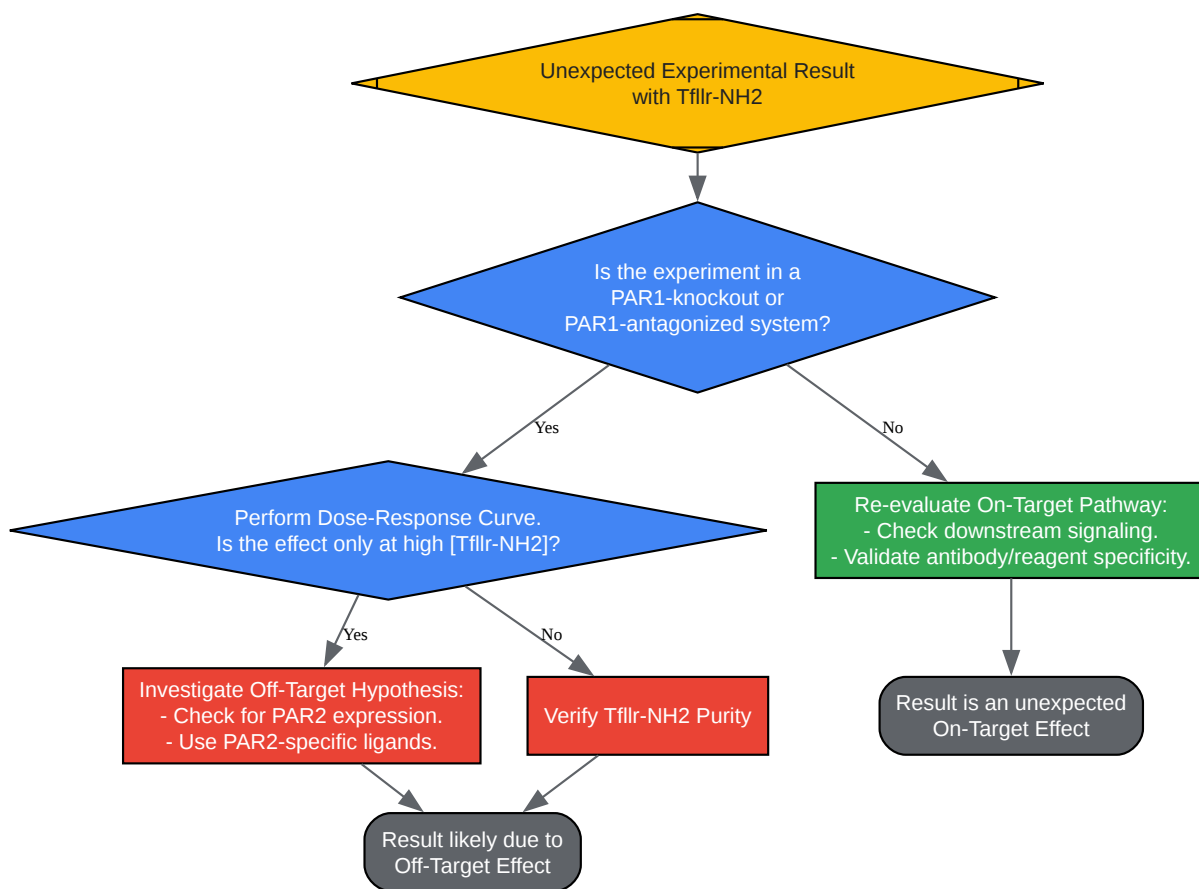 Unexpected Experimental Result
with Tfllr-NH2
Is the experiment in a
PAR1-knockout or
PAR1-antagonized system?
Yes
No
Perform Dose-Response Curve.
Is the effect only at high [Tfllr-NH2]?
Re-evaluate On-Target Pathway:
- Check downstream signaling.
- Validate antibody/reagent specificity.
Yes
No
Investigate Off-Target Hypothesis:
- Check for PAR2 expression.
- Use PAR2-specific ligands.
Verify Tfllr-NH2 Purity
Result is an unexpected
On-Target Effect
Result likely due to
Off-Target Effect